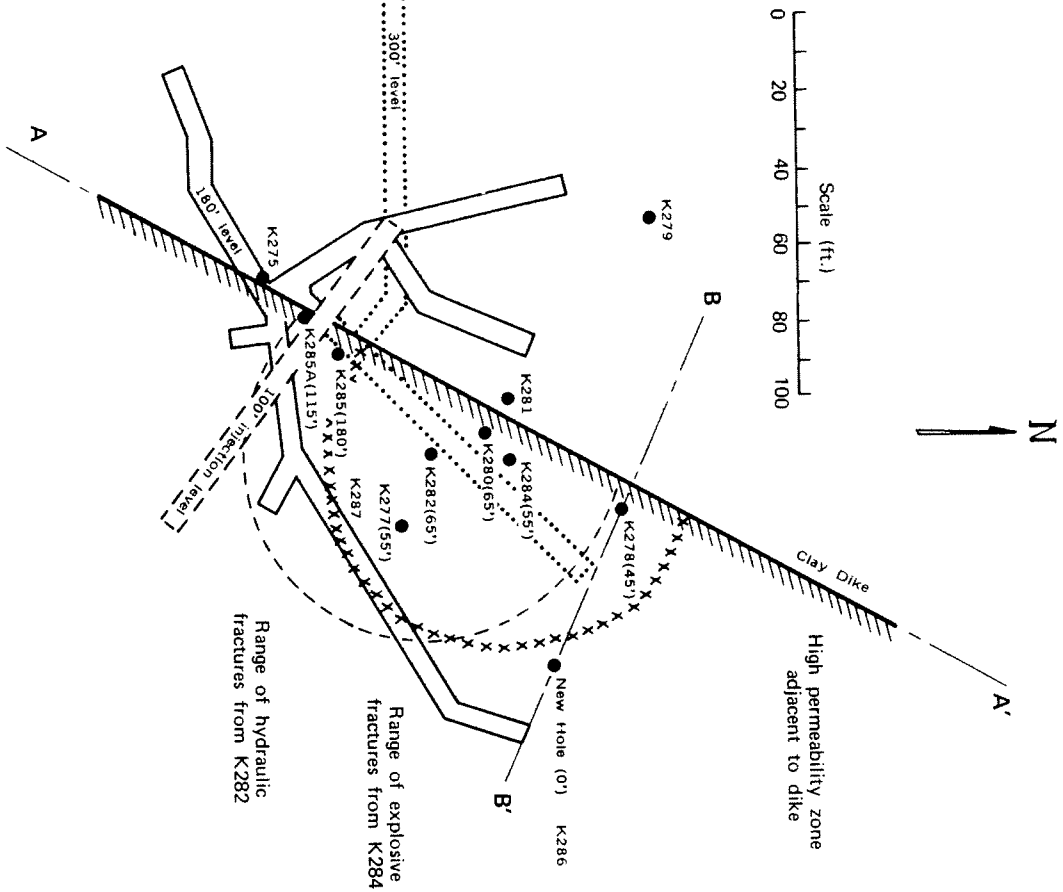 0
20
40
60
80
100
Scale (ft.)
N
300' level
A
180' level
K275
K279
B
K285A(115')
K285(180')
100' injection level
K281
K280(65')
K284(55')
K282(65')
K287
K277(55')
K278(45')
Clay Dike
A'
High permeability zone
adjacent to dike
New Hole (0') K286
B'
Range of explosive
fractures from K284
Range of hydraulic
fractures from K282